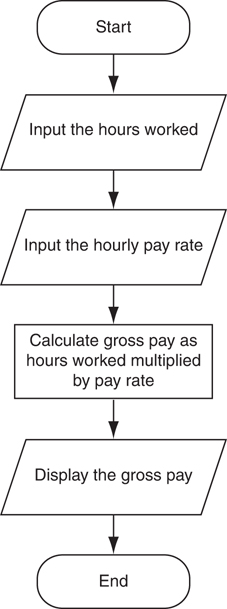 Start
Input the hours worked
Input the hourly pay rate
Calculate gross pay as
hours worked multiplied
by pay rate
Display the gross pay
End